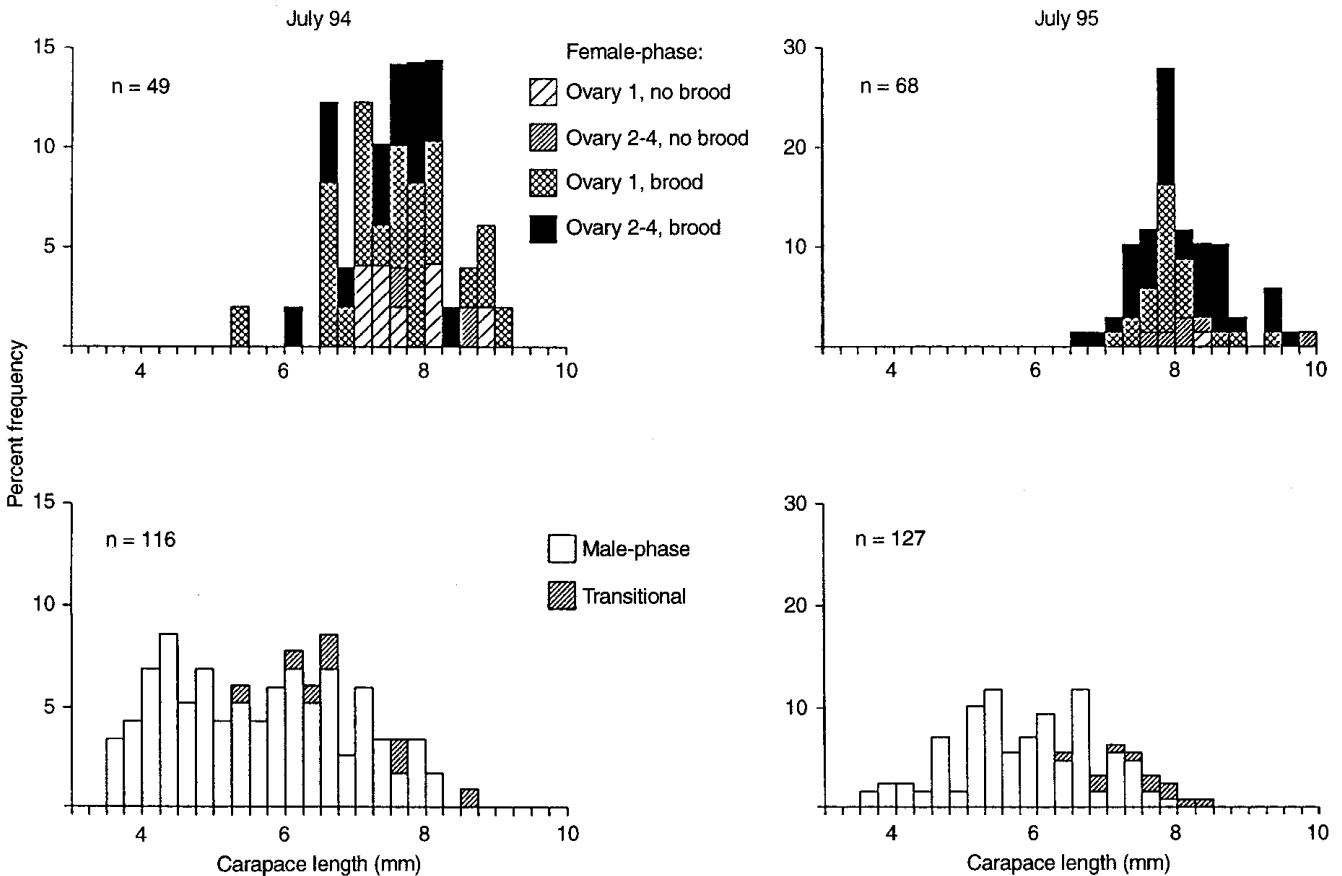 July 94
July 95
15
10
5
n = 49
4
6
8
10
Female-phase:
Ovary 1, no brood
Ovary 2-4, no brood
Ovary 1, brood
Ovary 2-4, brood
30
20
10
n = 68
4
6
8
10
Percent frequency
15
10
5
n = 116
4
6
8
10
Carapace length (mm)
Male-phase
Transitional
30
20
10
n = 127
4
6
8
10
Carapace length (mm)